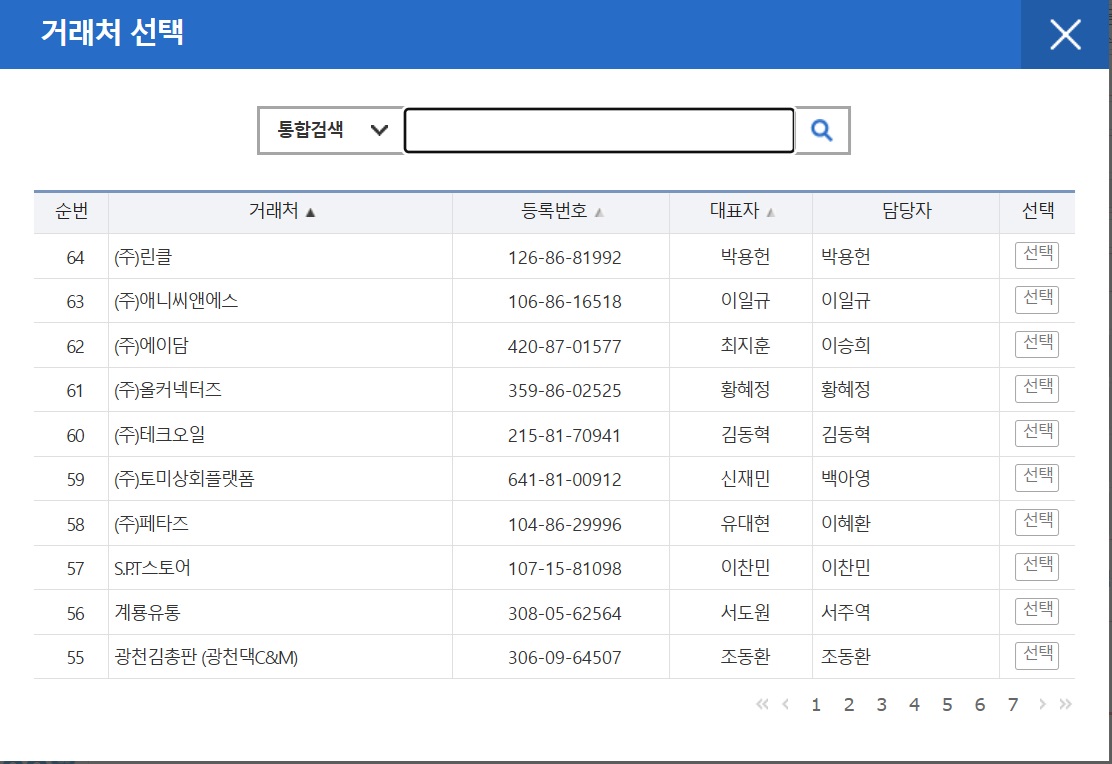 거래처 선택
통합검색
순번 거래처 ▲ 등록번호 ▲ 대표자 ▲ 담당자 선택
64 (주)린클 126-86-81992 박용헌 박용헌 선택
63 (주)애니씨앤에스 106-86-16518 이일규 이일규 선택
62 (주)에이담 420-87-01577 최지훈 이승희 선택
61 (주)올커넥터즈 359-86-02525 황혜정 황혜정 선택
60 (주)테크오일 215-81-70941 김동혁 김동혁 선택
59 (주)토미상회플랫폼 641-81-00912 신재민 백아영 선택
58 (주)페타즈 104-86-29996 유대현 이혜환 선택
57 S.P.T스토어 107-15-81098 이찬민 이찬민 선택
56 계룡유통 308-05-62564 서도원 서주역 선택
55 광천김총판 (광천댁C&M) 306-09-64507 조동환 조동환 선택
« ‹ 1 2 3 4 5 6 7 › »